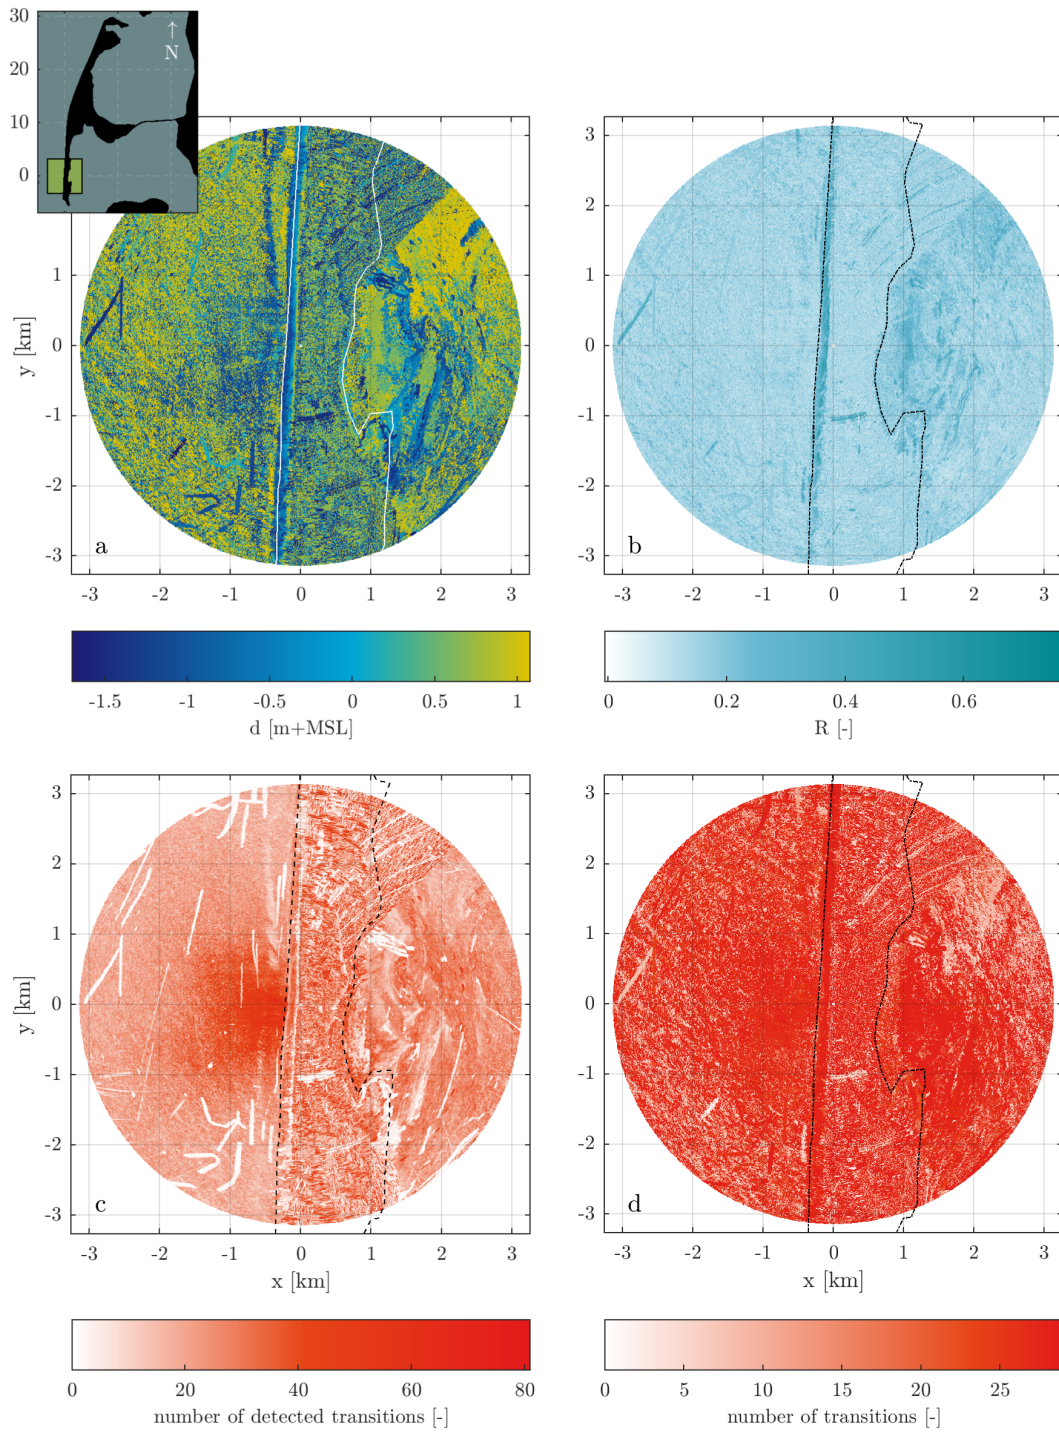 30
20
10
0
↑
N
1
0
-1
-2
-3
y [km]
a
-3 -2 -1 0 1 2 3
-1.5 -1 -0.5 0 0.5 1
d [m+MSL]
3
2
1
0
-1
-2
-3
b
-3 -2 -1 0 1 2 3
0 0.2 0.4 0.6
R [-]
3
2
1
0
-1
-2
-3
y [km]
c
-3 -2 -1 0 1 2 3
x [km]
0 20 40 60 80
number of detected transitions [-]
3
2
1
0
-1
-2
-3
d
-3 -2 -1 0 1 2 3
x [km]
0 5 10 15 20 25
number of transitions [-]